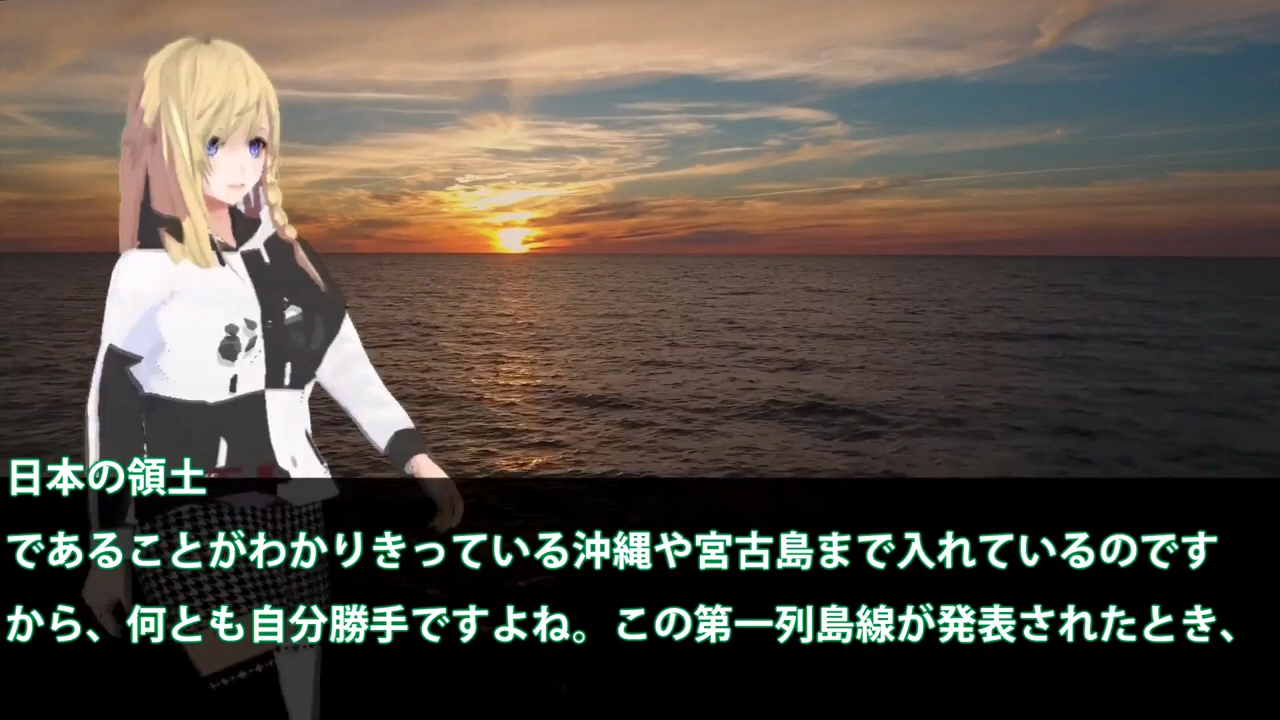 日本の領土
であることがわかりきっている沖縄や宮古島まで入れているのです
から、何とも自分勝手ですよね。この第一列島線が発表されたとき、